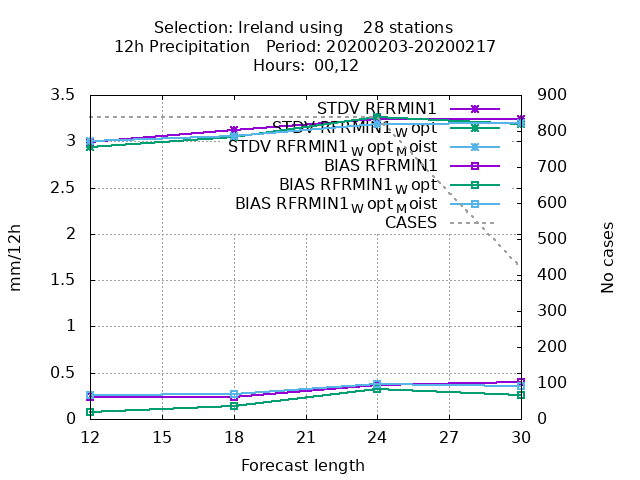 Selection: Ireland using    28 stations
12h Precipitation   Period: 20200203-20200217
Hours:  00,12
3.5
3
2.5
2
1.5
1
0.5
0
mm/12h
900
800
700
600
500
400
300
200
100
0
No cases
STDV RFRMIN1
STDV RFRMIN1_W opt
STDV RFRMIN1_W opt_M oist
BIAS RFRMIN1
BIAS RFRMIN1_W opt
BIAS RFRMIN1_W opt_M oist
CASES
12 15 18 21 24 27 30
Forecast length